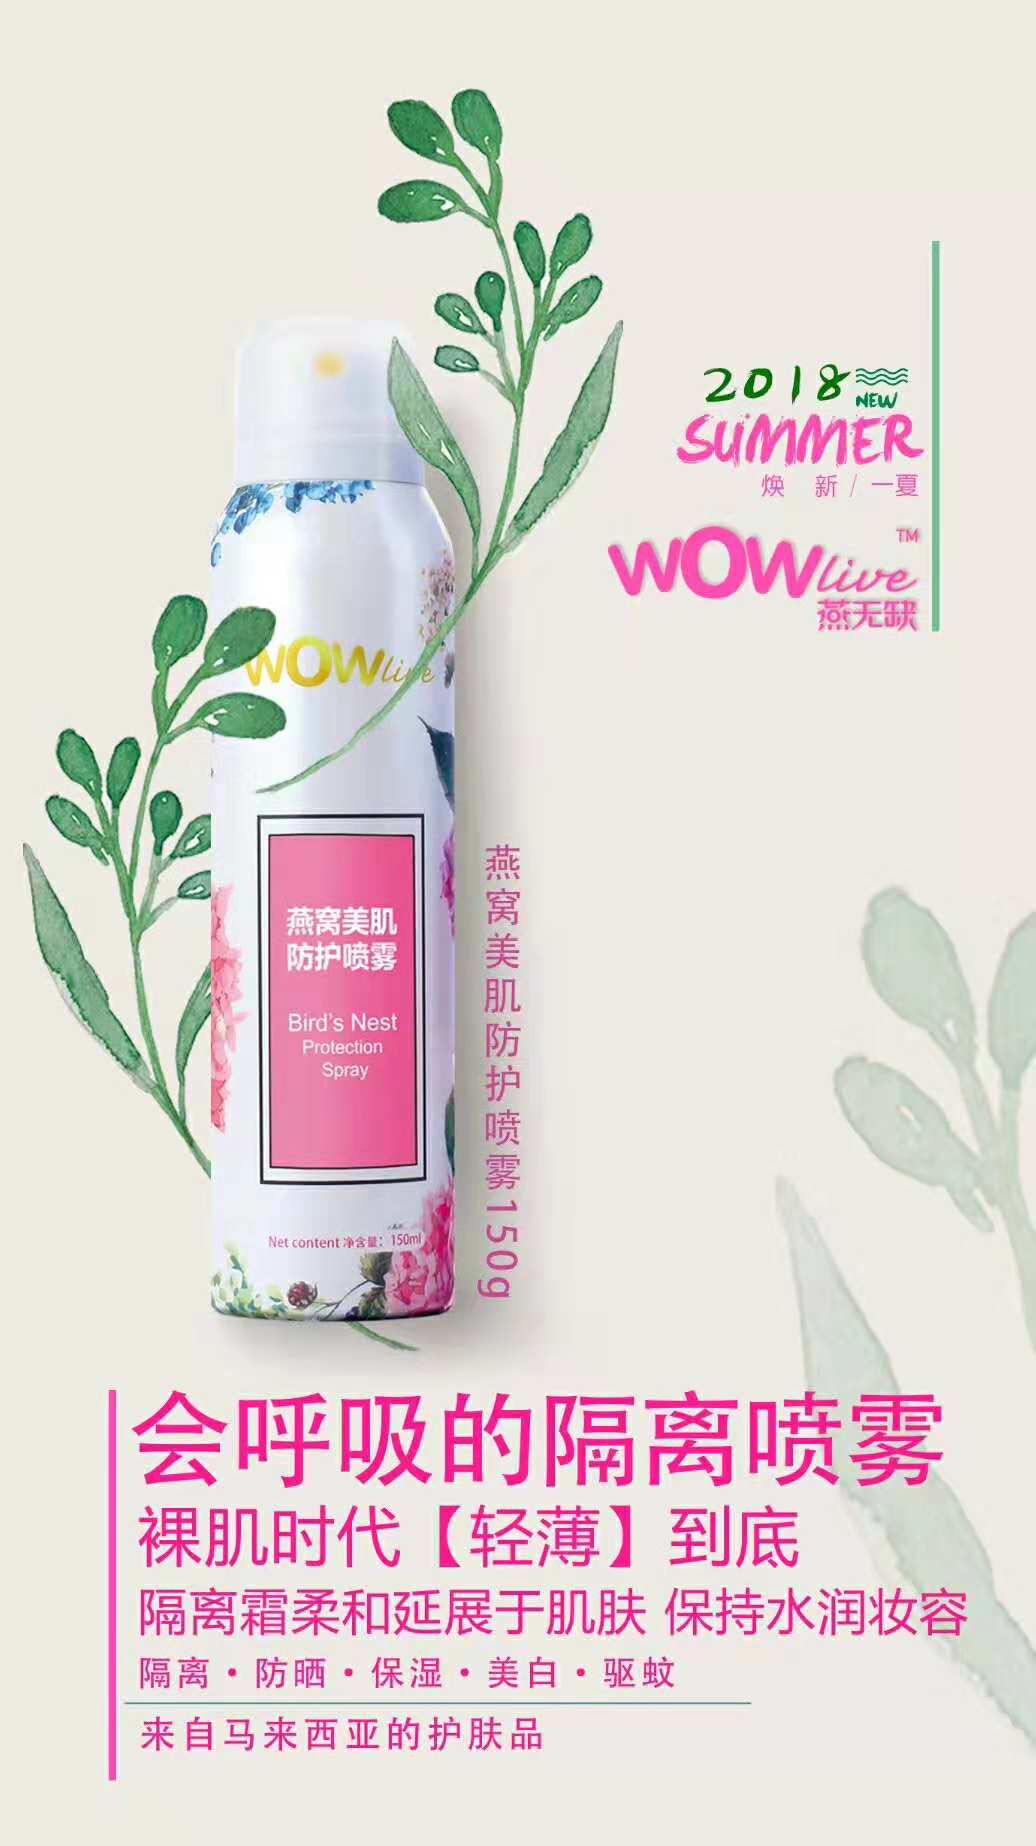 2018
NEW
SUMMER
焕 新 / 一夏
WOWlive™
燕无缺
WOWlive
燕窝美肌
防护喷雾
Bird's Nest
Protection
Spray
Net content 净含量：150ml
燕窝美肌防护喷雾150g
会呼吸的隔离喷雾
裸肌时代【轻薄】到底
隔离霜柔和延展于肌肤 保持水润妆容
隔离·防晒·保湿·美白·驱蚊
来自马来西亚的护肤品